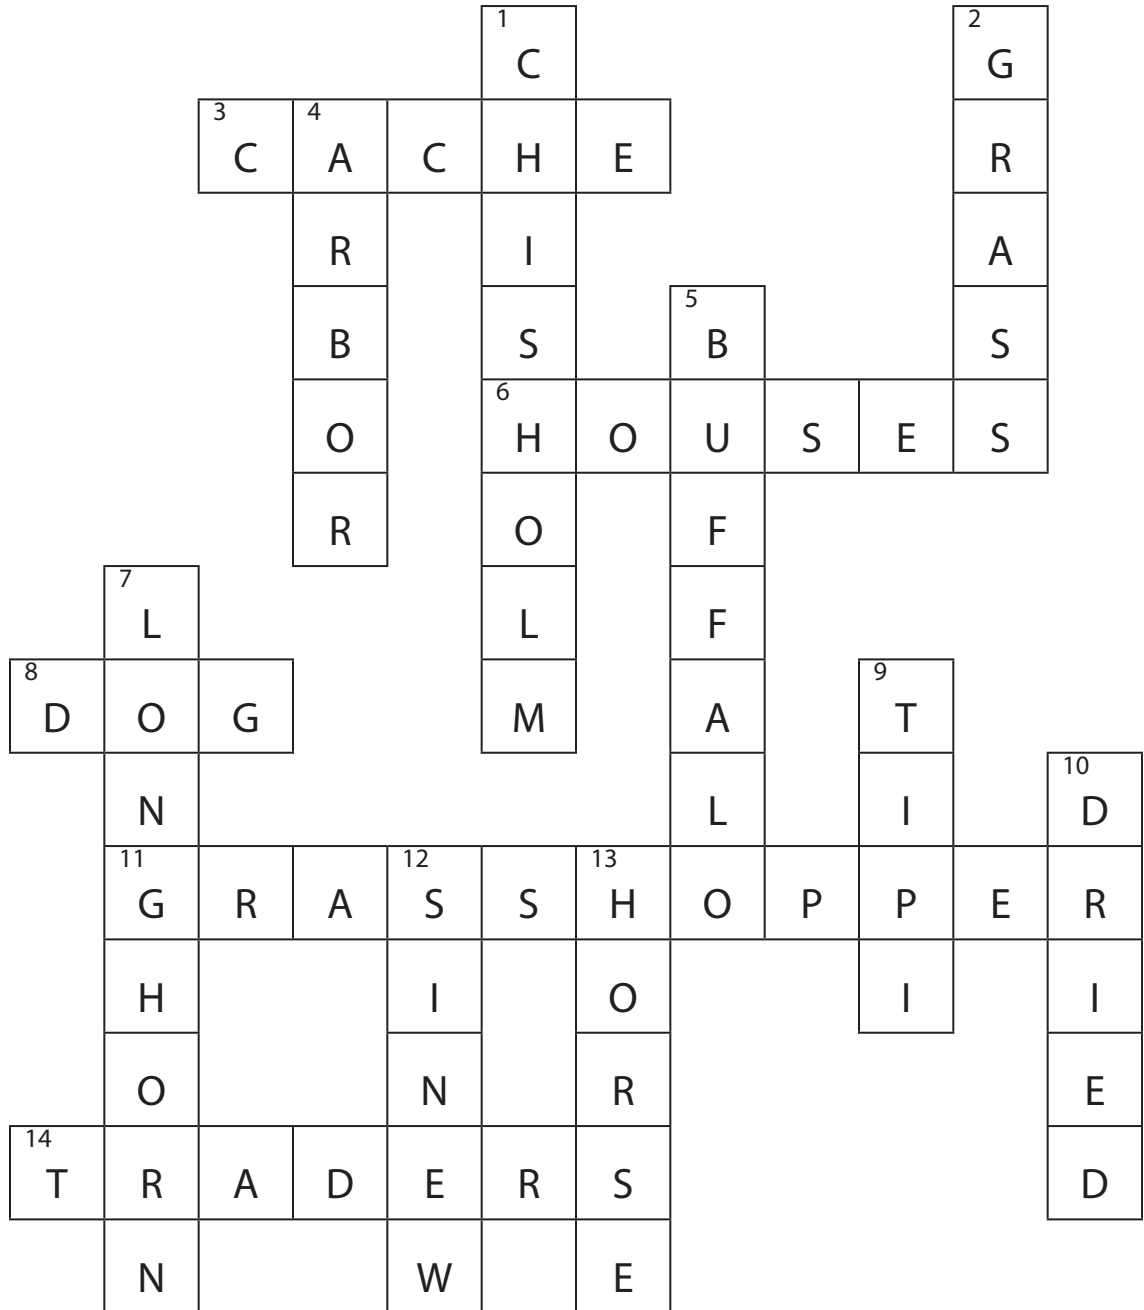 1 2
C G
3 4
C A C H E R
R I A
5
B S B S
6
O H O U S E S
R O F
7
L L F
8 9
D O G M A T
10
N L I D
11 12 13
G R A S S H O P P E R
H I O I I
O N R E
14
T R A D E R S D
N W E